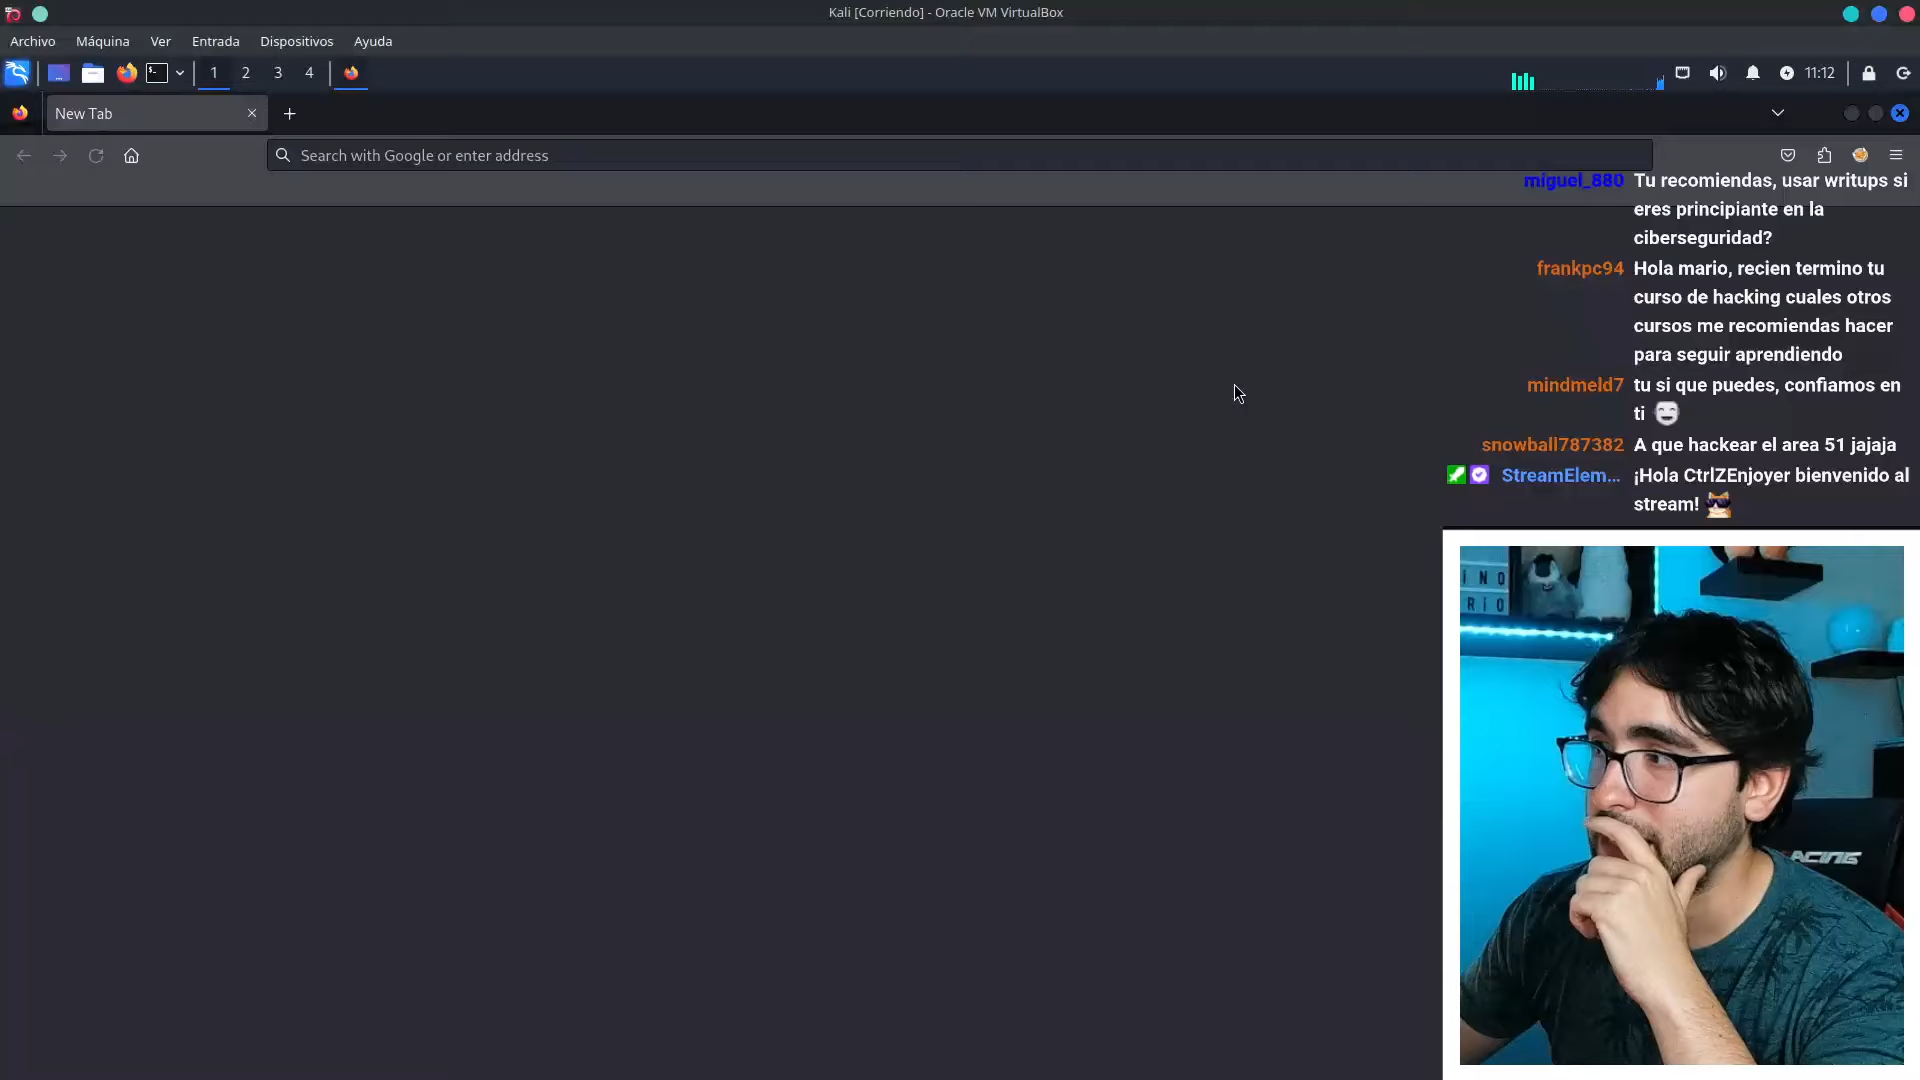 Kali [Corriendo] - Oracle VM VirtualBox
Archivo Máquina Ver Entrada Dispositivos Ayuda
1 2 3 4 11:12
New Tab
Search with Google or enter address
miguel_880 Tu recomiendas, usar writups si
eres principiante en la
ciberseguridad?
frankpc94 Hola mario, recien termino tu
curso de hacking cuales otros
cursos me recomiendas hacer
para seguir aprendiendo
mindmeld7 tu si que puedes, confiamos en
ti
snowball787382 A que hackear el area 51 jajaja
StreamElem... ¡Hola CtrlZEnjoyer bienvenido al
stream!
INO
RIO
ACING